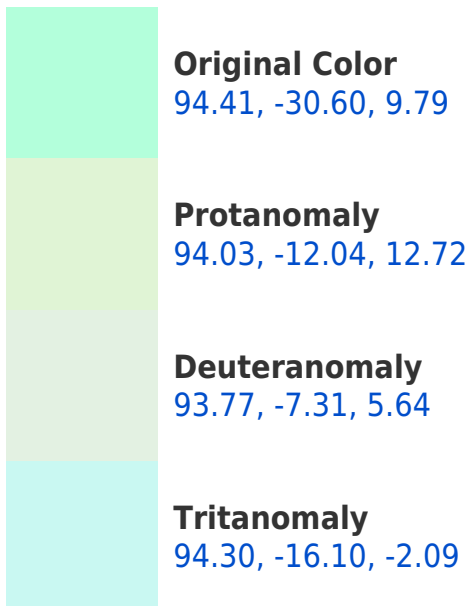 Original Color
94.41, -30.60, 9.79
Protanomaly
94.03, -12.04, 12.72
Deuteranomaly
93.77, -7.31, 5.64
Tritanomaly
94.30, -16.10, -2.09